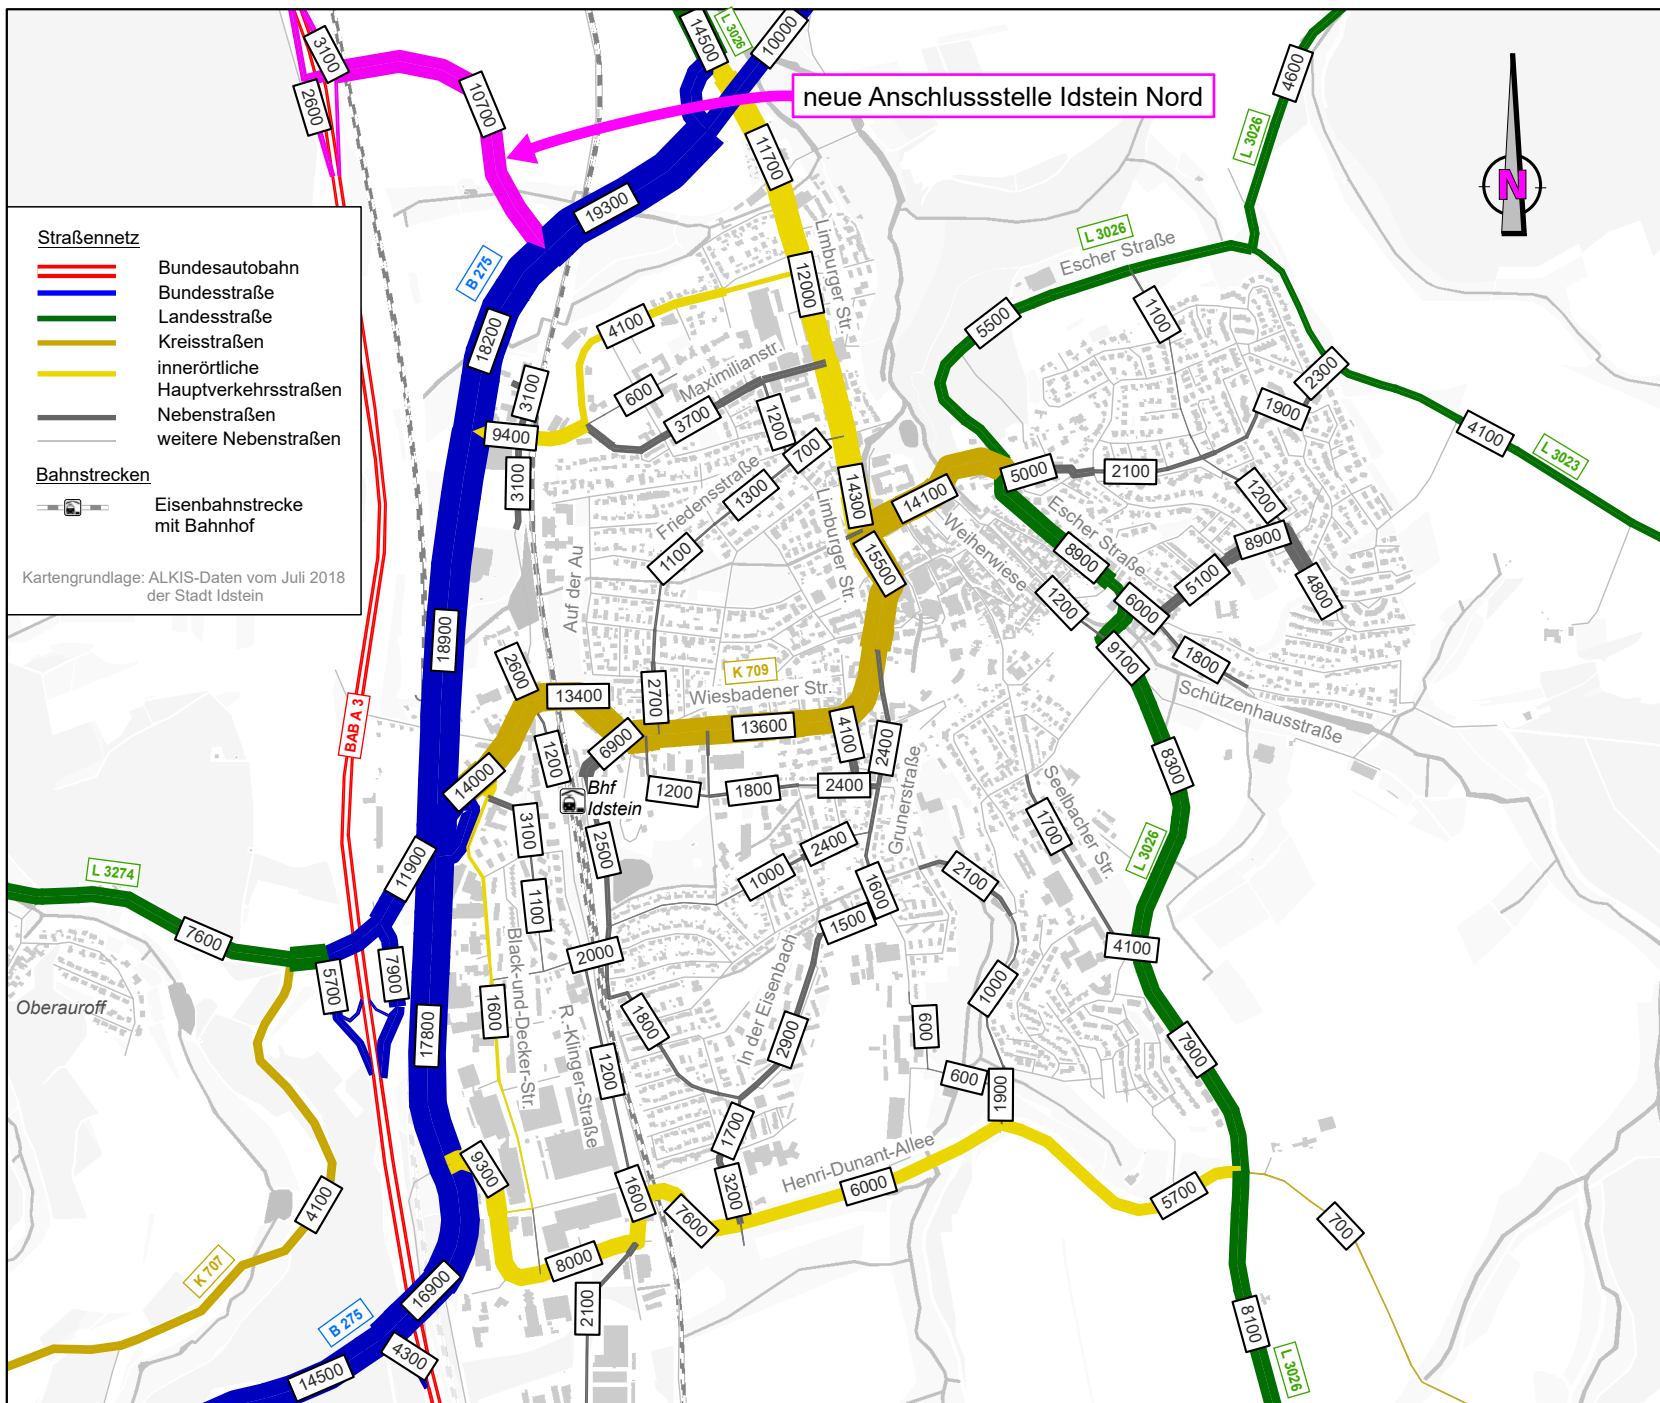 3100
2600
10700
14500
L 3026
10000
neue Anschlussstelle Idstein Nord
11700
19300
4600
L 3026
N
L 3026
Escher Straße
Limburger Str.
B 275
12000
5500
1100
18200
4100
2300
Maximilianstr.
3100
600
3700
1200
1900
4100
L 3023
9400
700
3100
Friedensstraße
1300
14300
14100
5000
2100
1200
Straßennetz
Bundesautobahn
Bundesstraße
Landesstraße
Kreisstraßen
innerörtliche
Hauptverkehrsstraßen
Nebenstraßen
weitere Nebenstraßen
Bahnstrecken
Eisenbahnstrecke
mit Bahnhof
Kartengrundlage: ALKIS-Daten vom Juli 2018
der Stadt Idstein
Auf der Au
1100
Limburger Str.
15500
Weiherwiese
Escher Straße
8900
8900
5100
4800
1200
6000
18900
2600
13400
2700
K 709
Wiesbadener Str.
13600
4100
2400
9100
1800
Schützenhausstraße
BAB A 3
6900
1200
14000
Bhf
Idstein
1200
1800
2400
Grunerstraße
8300
Seelbacher Str.
1700
L 3026
3100
2500
2400
1000
11900
L 3274
7600
1100
2100
1600
1500
4100
Oberauroff
5700
7900
2000
Black-und-Decker-Str.
1600
R.-Klinger-Straße
1800
In der Eisenbach
2900
1000
600
17800
1200
600
1900
7900
1700
9300
1600
3200
7600
Henri-Dunant-Allee
6000
5700
700
4100
K 707
8000
16900
2100
B 275
4300
14500
8100
L 3026